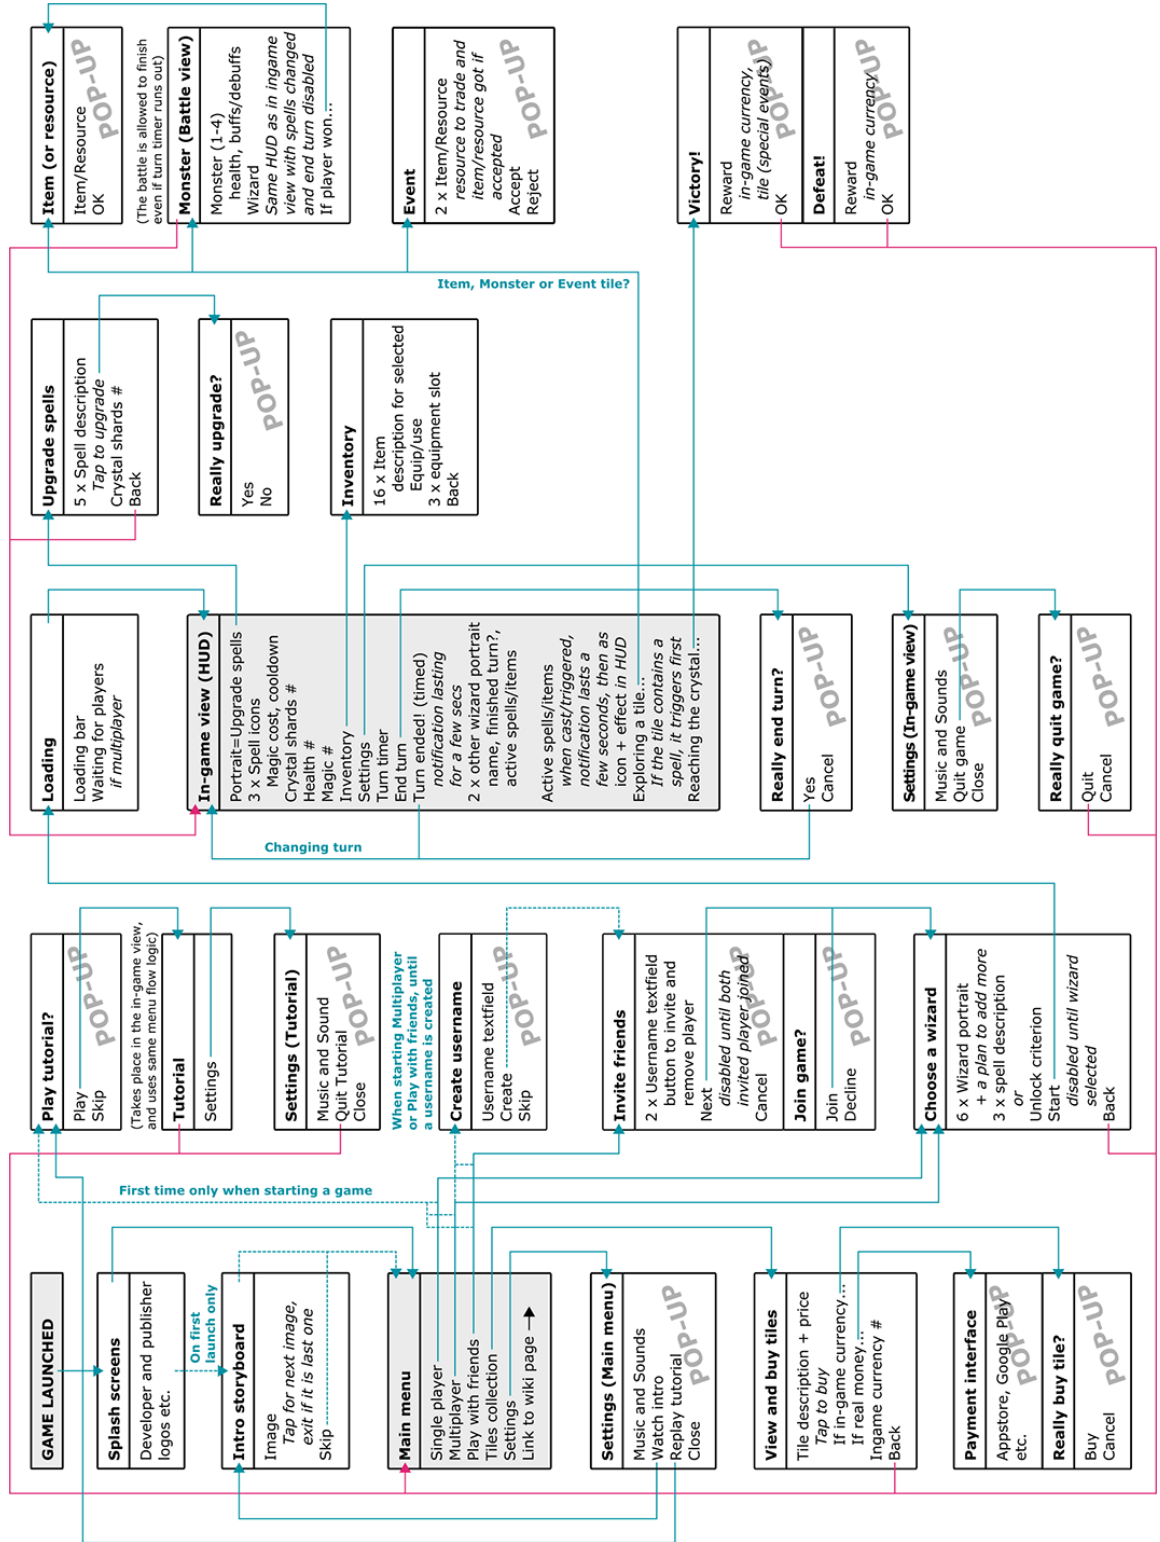 GAME LAUNCHED
Splash screens
Developer and publisher
logos etc.
On first
launch only
Intro storyboard
Image
Tap for next image,
exit if it is last one
Skip
Main menu
Single player
Multiplayer
Play with friends
Tiles collection
Settings
Link to wiki page
Settings (Main menu)
Music and Sounds
Watch intro
Replay tutorial
Close
POP-UP
View and buy tiles
Tile description + price
Tap to buy
If in-game currency...
If real money...
Ingame currency #
Back
Payment interface
Appstore, Google Play
etc.
POP-UP
Really buy tile?
Buy
Cancel
POP-UP
First time only when starting a game
Play tutorial?
Play
Skip
POP-UP
(Takes place in the in-game view,
and uses same menu flow logic)
Tutorial
Settings
Settings (Tutorial)
Music and Sound
Quit Tutorial
Close
POP-UP
When starting Multiplayer
or Play with friends, until
a username is created
Create username
Username textfield
Create
Skip
POP-UP
Invite friends
2 x Username textfield
button to invite and
remove player
Next
disabled until both
invited player joined
Cancel
POP-UP
Join game?
Join
Decline
POP-UP
Choose a wizard
6 x Wizard portrait
+ a plan to add more
3 x spell description
or
Unlock criterion
Start
disabled until wizard
selected
Back
Loading
Loading bar
Waiting for players
if multiplayer
In-game view (HUD)
Portrait=Upgrade spells
3 x Spell icons
Magic cost, cooldown
Crystal shards #
Health #
Magic #
Inventory
Settings
Turn timer
End turn
Turn ended! (timed)
notification lasting
for a few secs
2 x other wizard portrait
name, finished turn?,
active spells/items
Active spells/items
when cast/triggered,
notification lasts a
few seconds, then as
icon + effect in HUD
Exploring a tile...
If the tile contains a
spell, it triggers first
Reaching the crystal...
Changing turn
Really end turn?
Yes
Cancel
POP-UP
Settings (In-game view)
Music and Sounds
Quit game
Close
POP-UP
Really quit game?
Quit
Cancel
POP-UP
Upgrade spells
5 x Spell description
Tap to upgrade
Crystal shards #
Back
Really upgrade?
Yes
No
POP-UP
Inventory
16 x Item
description for selected
Equip/use
3 x equipment slot
Back
Item, Monster or Event tile?
Item (or resource)
Item/Resource
OK
POP-UP
(The battle is allowed to finish
even if turn timer runs out)
Monster (Battle view)
Monster (1-4)
health, buffs/debuffs
Wizard
Same HUD as in ingame
view with spells changed
and end turn disabled
If player won...
Event
2 x Item/Resource
resource to trade and
item/resource got if
accepted
Accept
Reject
POP-UP
Victory!
Reward
in-game currency,
tile (special events)
OK
POP-UP
Defeat!
Reward
in-game currency
OK
POP-UP